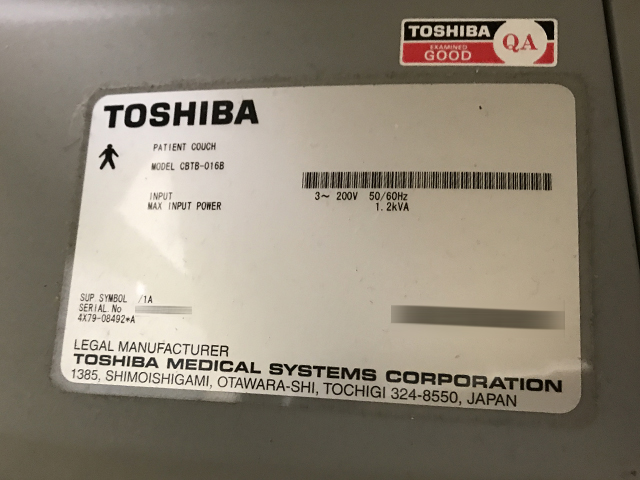 TOSHIBA
EXAMINED
GOOD
QA
TOSHIBA
PATIENT COUCH
MODEL CBTB-016B
INPUT 3~ 200V 50/60Hz
MAX INPUT POWER 1.2kVA
SUP. SYMBOL /1A
SERIAL. No
4X79-08492*A
LEGAL MANUFACTURER
TOSHIBA MEDICAL SYSTEMS CORPORATION
1385, SHIMOISHIGAMI, OTAWARA-SHI, TOCHIGI 324-8550, JAPAN